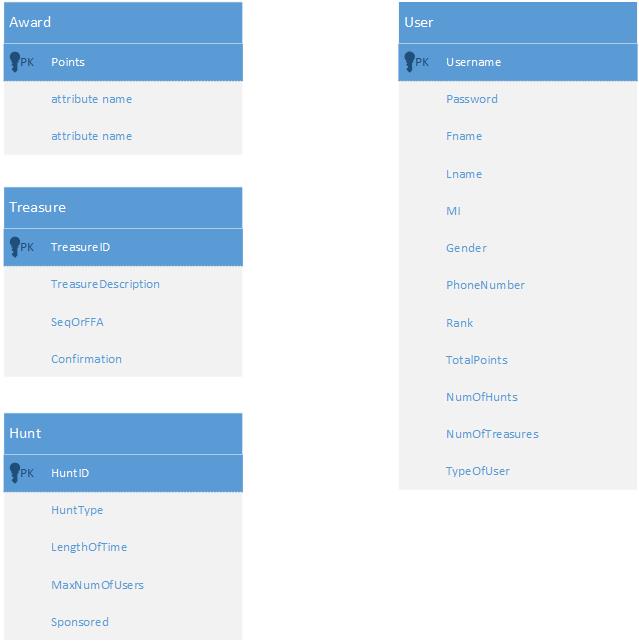 Award
PK Points
attribute name
attribute name
Treasure
PK TreasureID
TreasureDescription
SeqOrFFA
Confirmation
Hunt
PK HuntID
HuntType
LengthOfTime
MaxNumOfUsers
Sponsored
User
PK Username
Password
Fname
Lname
MI
Gender
PhoneNumber
Rank
TotalPoints
NumOfHunts
NumOfTreasures
TypeOfUser